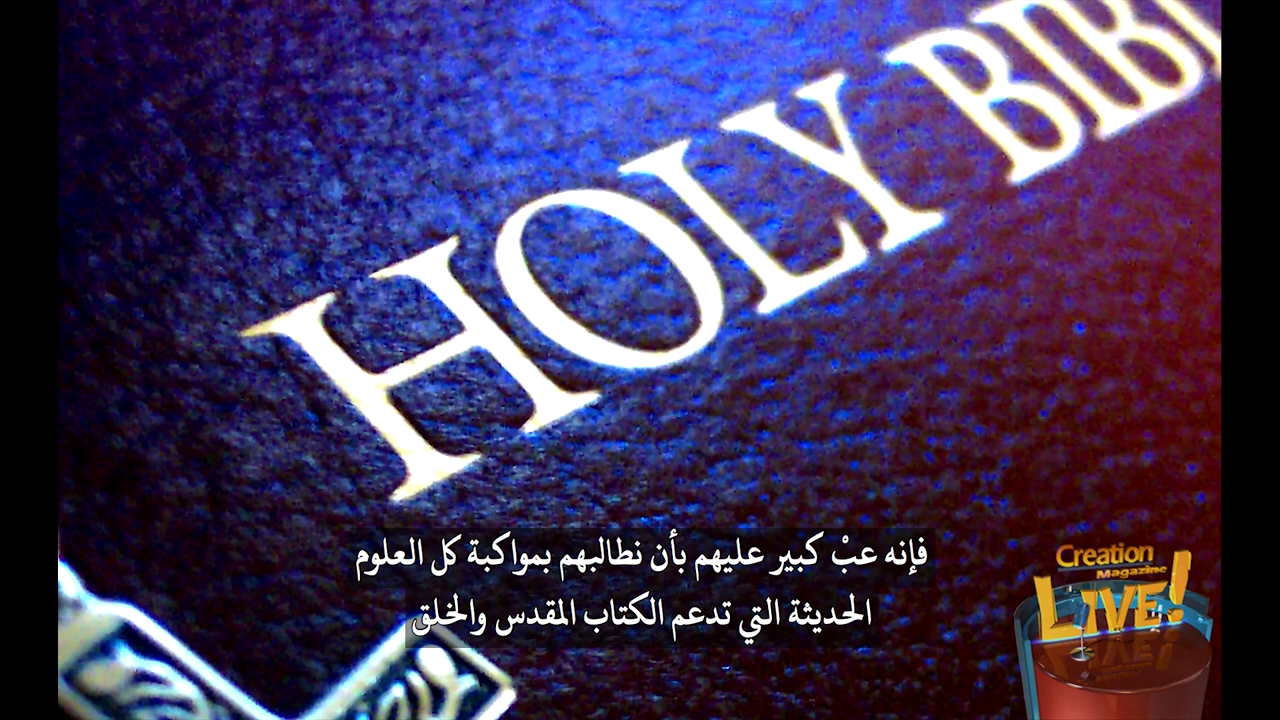 HOLY BIBL
فإنه عبْ كبير عليهم بأن نطالبهم بمواكبة كل العلوم
الحديثة التي تدعم الكتاب المقدس والخلق
Creation
Magazine
LIVE!